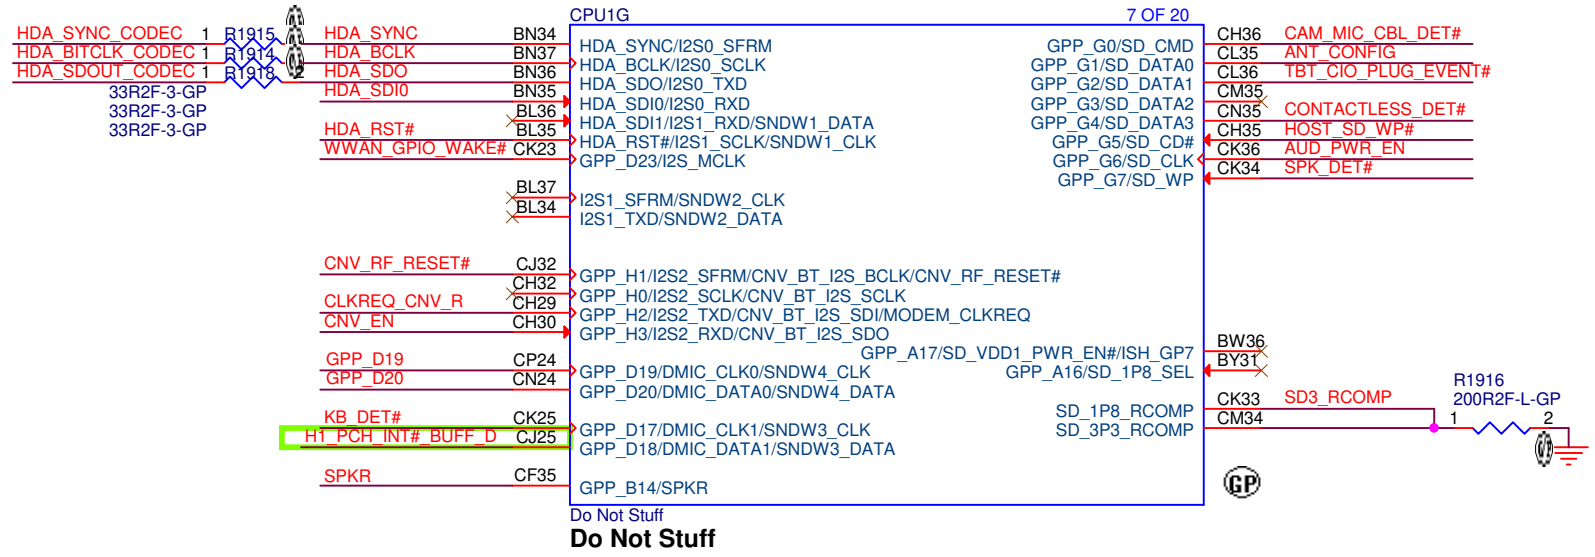 CPU1G 7 OF 20
HDA_SYNC_CODEC 1 R1915 HDA_SYNC BN34 HDA_SYNC/I2S0_SFRM GPP_G0/SD_CMD CH36 CAM_MIC_CBL_DET#
HDA_BITCLK_CODEC 1 R1914 HDA_BCLK BN37 HDA_BCLK/I2S0_SCLK GPP_G1/SD_DATA0 CL35 ANT_CONFIG
HDA_SDOUT_CODEC 1 R1918 2 HDA_SDO BN36 HDA_SDO/I2S0_TXD GPP_G2/SD_DATA1 CL36 TBT_CIO_PLUG_EVENT#
33R2F-3-GP HDA_SDI0 BN35 HDA_SDI0/I2S0_RXD GPP_G3/SD_DATA2 CM35
33R2F-3-GP BL36 HDA_SDI1/I2S1_RXD/SNDW1_DATA GPP_G4/SD_DATA3 CN35 CONTACTLESS_DET#
33R2F-3-GP HDA_RST# BL35 HDA_RST#/I2S1_SCLK/SNDW1_CLK GPP_G5/SD_CD# CH35 HOST_SD_WP#
WWAN_GPIO_WAKE# CK23 GPP_D23/I2S_MCLK GPP_G6/SD_CLK CK36 AUD_PWR_EN
GPP_G7/SD_WP CK34 SPK_DET#
BL37 I2S1_SFRM/SNDW2_CLK
BL34 I2S1_TXD/SNDW2_DATA
CNV_RF_RESET# CJ32 GPP_H1/I2S2_SFRM/CNV_BT_I2S_BCLK/CNV_RF_RESET#
CH32 GPP_H0/I2S2_SCLK/CNV_BT_I2S_SCLK
CLKREQ_CNV_R CH29 GPP_H2/I2S2_TXD/CNV_BT_I2S_SDI/MODEM_CLKREQ
CNV_EN CH30 GPP_H3/I2S2_RXD/CNV_BT_I2S_SDO
GPP_A17/SD_VDD1_PWR_EN#/ISH_GP7 BW36
GPP_D19 CP24 GPP_D19/DMIC_CLK0/SNDW4_CLK GPP_A16/SD_1P8_SEL BY31
GPP_D20 CN24 GPP_D20/DMIC_DATA0/SNDW4_DATA
R1916
200R2F-L-GP
SD_1P8_RCOMP CK33 SD3_RCOMP
KB_DET# CK25 GPP_D17/DMIC_CLK1/SNDW3_CLK SD_3P3_RCOMP CM34 1 2
H1_PCH_INT#_BUFF_D CJ25 GPP_D18/DMIC_DATA1/SNDW3_DATA
SPKR CF35 GPP_B14/SPKR
GP
Do Not Stuff
Do Not Stuff